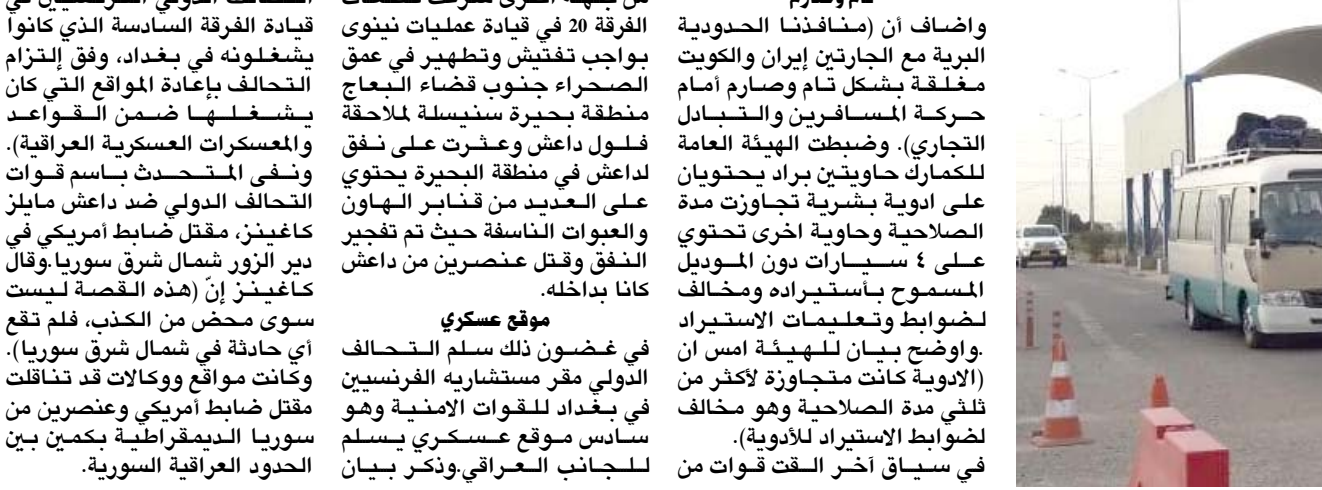 واضاف أن (منافذنا الحدودية
البرية مع الجارتين إيران والكويت
مغلقة بشكل تام وصارم أمام
حركة المسافرين والتبادل
التجاري). وضبطت الهيئة العامة
للكمارك حاويتين براد يحتويان
على ادوية بشرية تجاوزت مدة
الصلاحية وحاوية اخرى تحتوي
على ٤ سيارات دون الموديل
المسموح بأستيراده ومخالف
لضوابط وتعليمات الاستيراد
.واوضح بيان للهيئة امس ان
(الادوية كانت متجاوزة لأكثر من
ثلثي مدة الصلاحية وهو مخالف
لضوابط الاستيراد للأدوية).
في سياق آخر القت قوات من
الفرقة 20 في قيادة عمليات نينوى
بواجب تفتيش وتطهير في عمق
الصحراء جنوب قضاء البعاج
منطقة بحيرة سنيسلة لملاحقة
فلول داعش وعثرت على نفق
لداعش في منطقة البحيرة يحتوي
على العديد من قنابر الهاون
والعبوات الناسفة حيث تم تفجير
النفق وقتل عنصرين من داعش
كانا بداخله.
موقع عسكري
في غضون ذلك سلم التحالف
الدولي مقر مستشاريه الفرنسيين
في بغداد للقوات الامنية وهو
سادس موقع عسكري يسلم
للجانب العراقي.وذكر بيان
قيادة الفرقة السادسة الذي كانوا
يشغلونه في بغداد، وفق إلتزام
التحالف بإعادة المواقع التي كان
يشغلها ضمن القواعد
والمعسكرات العسكرية العراقية).
ونفى المتحدث باسم قوات
التحالف الدولي ضد داعش مايلز
كاغينز، مقتل ضابط أمريكي في
دير الزور شمال شرق سوريا.وقال
كاغينز إنّ (هذه القصة ليست
سوى محض من الكذب، فلم تقع
أي حادثة في شمال شرق سوريا).
وكانت مواقع ووكالات قد تناقلت
مقتل ضابط أمريكي وعنصرين من
سوريا الديمقراطية بكمين بين
الحدود العراقية السورية.